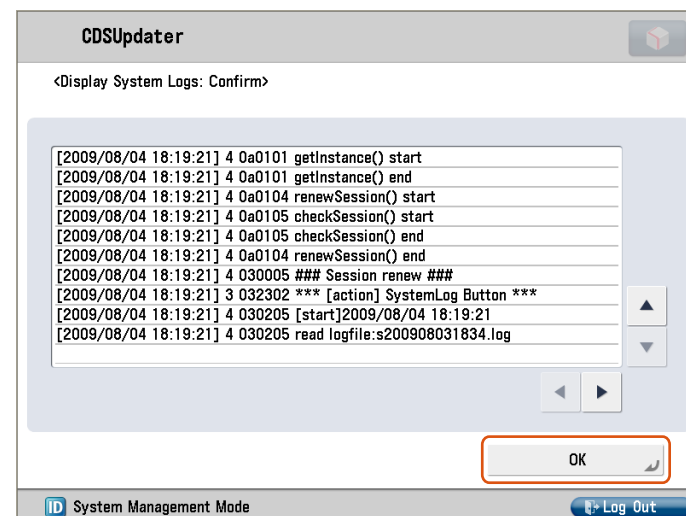 CDSUpdater
<Display System Logs: Confirm>
[2009/08/04 18:19:21] 4 0a0101 getInstance() start
[2009/08/04 18:19:21] 4 0a0101 getInstance() end
[2009/08/04 18:19:21] 4 0a0104 renewSession() start
[2009/08/04 18:19:21] 4 0a0105 checkSession() start
[2009/08/04 18:19:21] 4 0a0105 checkSession() end
[2009/08/04 18:19:21] 4 0a0104 renewSession() end
[2009/08/04 18:19:21] 4 030005 ### Session renew ###
[2009/08/04 18:19:21] 3 032302 *** [action] SystemLog Button ***
[2009/08/04 18:19:21] 4 030205 [start]2009/08/04 18:19:21
[2009/08/04 18:19:21] 4 030205 read logfile:s200908031834.log
OK
ID System Management Mode
Log Out